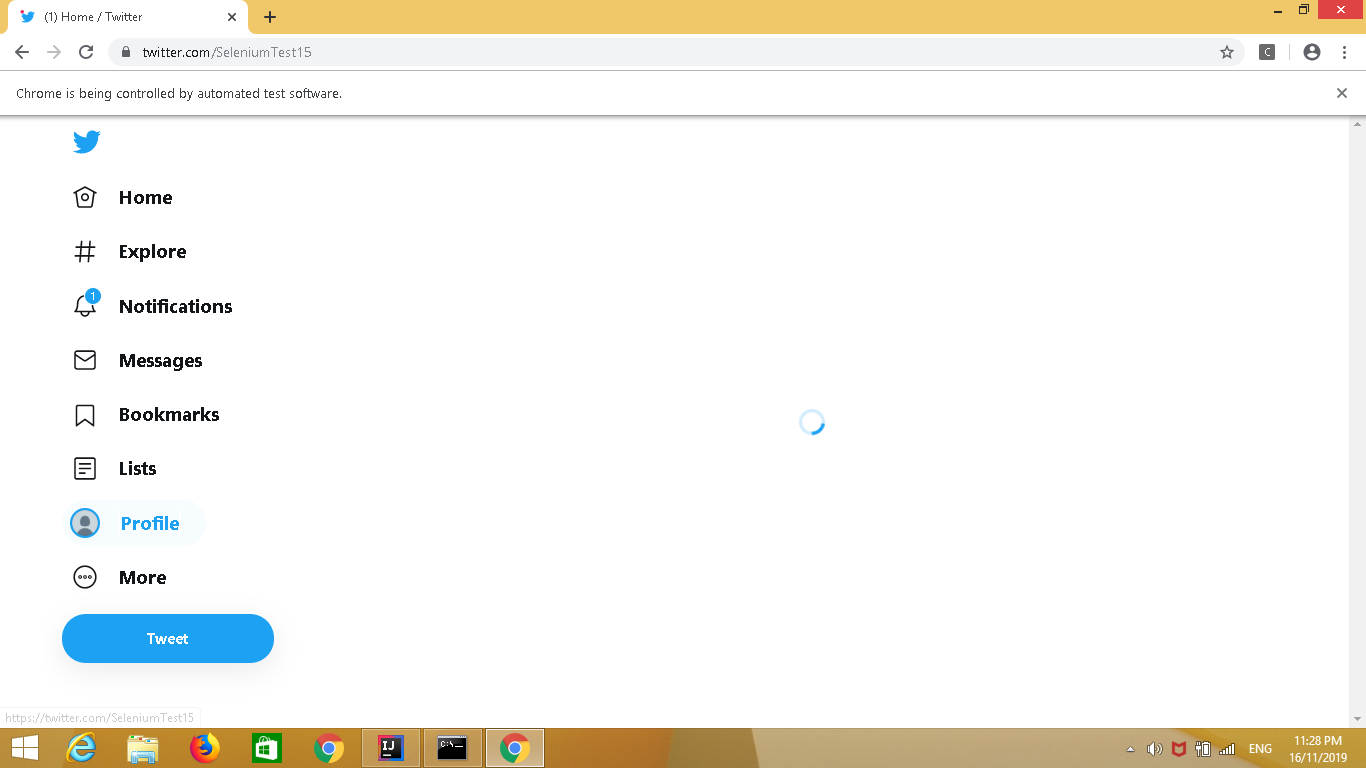 (1) Home / Twitter
twitter.com/SeleniumTest15
C
Chrome is being controlled by automated test software.
Home
Explore
1
Notifications
Messages
Bookmarks
Lists
Profile
More
Tweet
https://twitter.com/SeleniumTest15
IJ
C:\
ENG
11:28 PM
16/11/2019